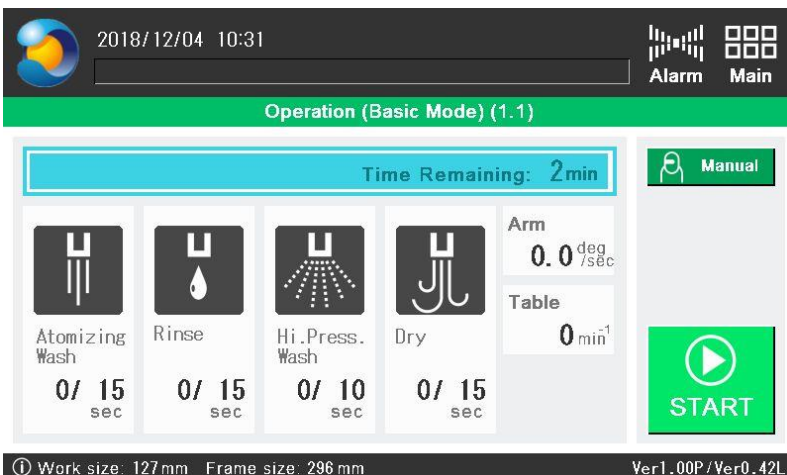 2018/12/04 10:31
Alarm
Main
Operation (Basic Mode) (1.1)
Time Remaining: 2min
Manual
Atomizing
Wash
0/ 15
sec
Rinse
0/ 15
sec
Hi.Press.
Wash
0/ 10
sec
Dry
0/ 15
sec
Arm
0.0 deg/sec
Table
0 min⁻¹
START
Work size: 127mm Frame size: 296mm
Ver1.00P/Ver0.42L